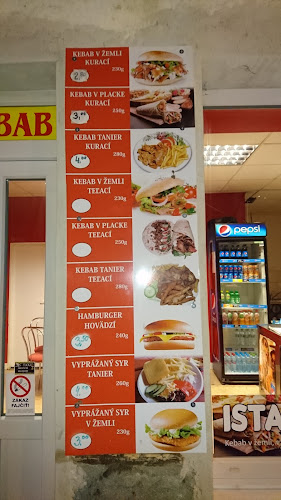 KEBAB V ŽEMLI
KURACÍ
230g
KEBAB V PLACKE
KURACÍ
250g
KEBAB TANIER
KURACÍ
280g
KEBAB V ŽEMLI
TEĽACÍ
230g
KEBAB V PLACKE
TEĽACÍ
250g
KEBAB TANIER
TEĽACÍ
280g
HAMBURGER
HOVÄDZÍ
240g
VYPRÁŽANÝ SYR
TANIER
260g
VYPRÁŽANÝ SYR
V ŽEMLI
230g
BAB
ZÁKAZ
FAJČIŤ!
pepsi
ISTA
Kebab v žemli,